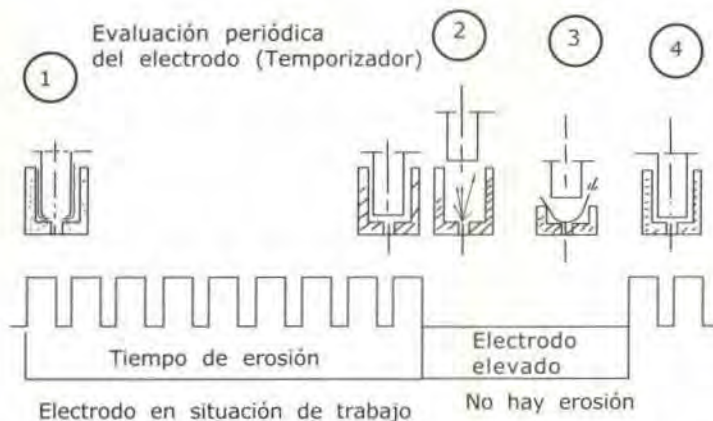 Evaluación periódica
del electrodo (Temporizador)
1
2
3
4
Tiempo de erosión
Electrodo
elevado
Electrodo en situación de trabajo
No hay erosión